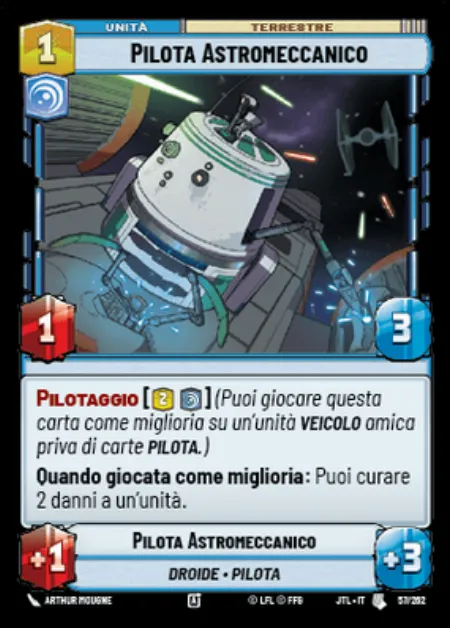 UNITÀ
TERRESTRE
1
PILOTA ASTROMECCANICO
1
3
PILOTAGGIO [2 ] (Puoi giocare questa
carta come miglioria su un'unità VEICOLO amica
priva di carte PILOTA.)
Quando giocata come miglioria: Puoi curare
2 danni a un'unità.
+1
PILOTA ASTROMECCANICO
DROIDE • PILOTA
+3
ARTHUR MOUGNE
A
© LFL © FFG
JTL • IT
57/262